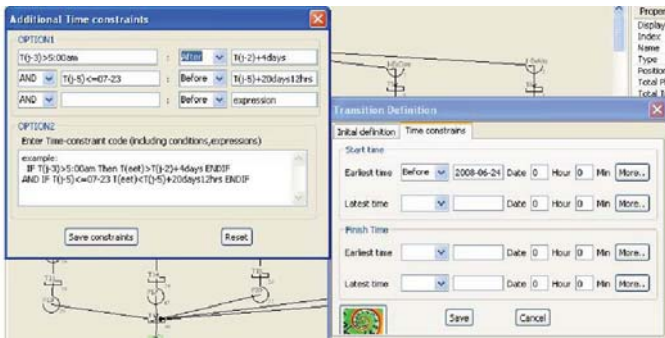 Additional Time constraints
OPTION1
T(j-3)>5:00am : After T(j-2)+4days
AND T(j-5)<=07-23 : Before T(j-5)+20days12hrs
AND : Before expression
OPTION2
Enter Time-constraint code (including conditions,expressions)
example:
IF T(j-3)>5:00am Then T(eet)>T(j-2)+4days ENDIF
AND IF T(j-5)<=07-23 T(eet)<T(j-5)+20days12hrs ENDIF
Save constraints Reset
Proper
Display
Index
Name
Type
Position
Total P
Transition Definition
Initial definition Time constrains
Start time
Earliest time Before 2008-06-24 Date 0 Hour 0 Min More..
Latest time Date 0 Hour 0 Min More..
Finish Time
Earliest time Date 0 Hour 0 Min More..
Latest time Date 0 Hour 0 Min More..
Save Cancel